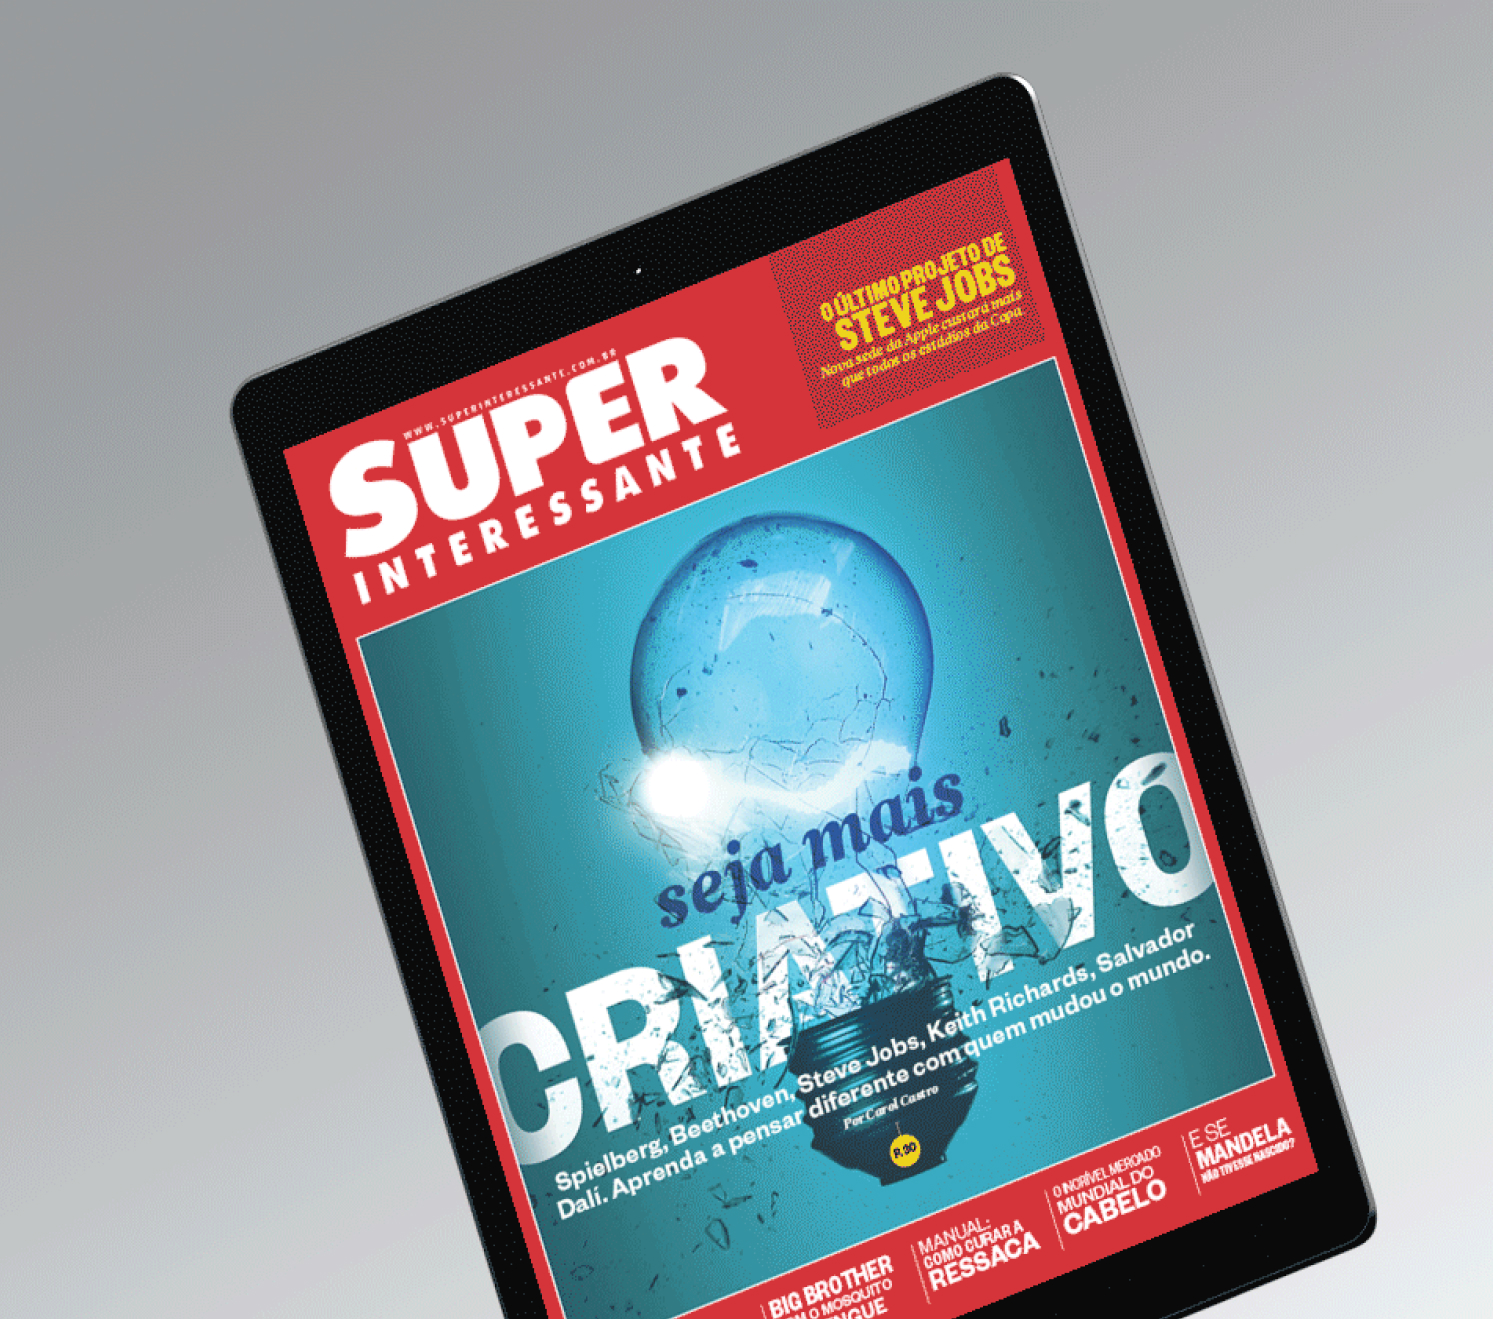 O ÚLTIMO PROJETO DE
STEVE JOBS
Nova sede da Apple custará mais
que todos os estádios da Copa.
WWW.SUPERINTERESSANTE.COM.BR
SUPER
INTERESSANTE
seja mais
CRIATIVO
Spielberg, Beethoven, Steve Jobs, Keith Richards, Salvador
Dalí. Aprenda a pensar diferente com quem mudou o mundo.
Por Carol Castro
P. 30
BIG BROTHER
O MOSQUITO
MANUAL:
COMO CURAR A
RESSACA
O INCRÍVEL MERCADO
MUNDIAL DO
CABELO
E SE
MANDELA
NÃO TIVESSE NASCIDO?